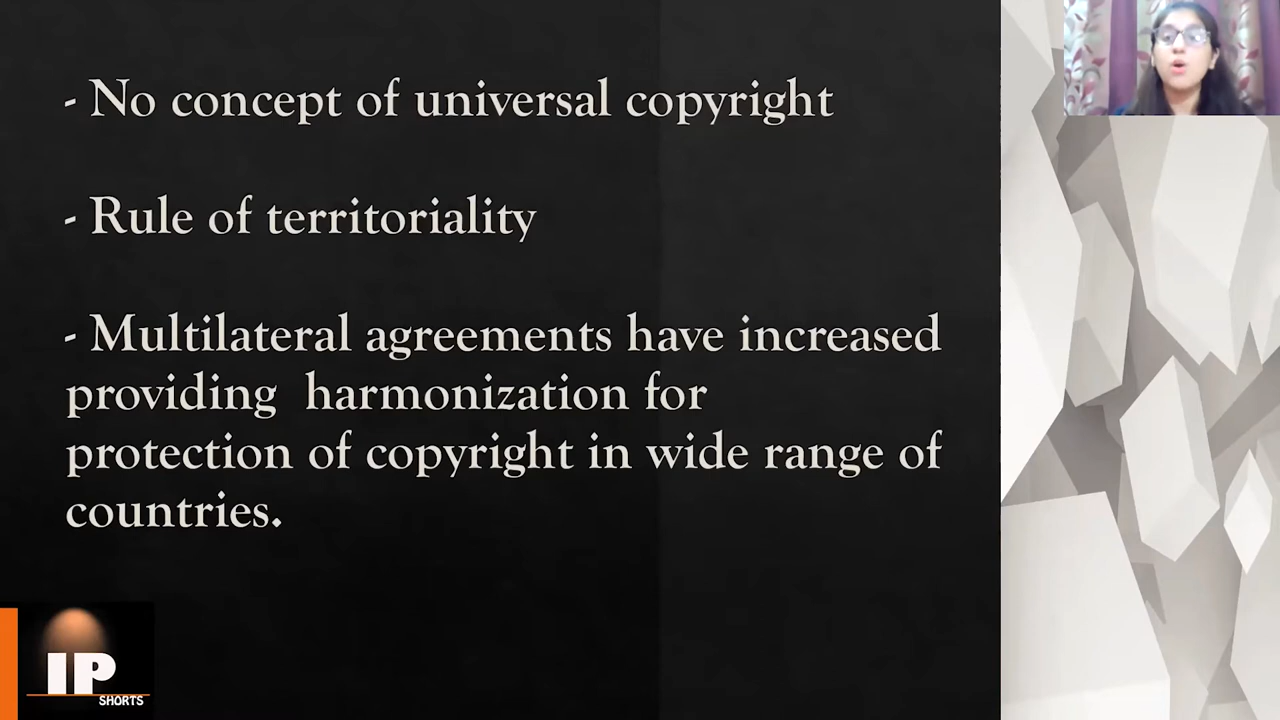 - No concept of universal copyright
- Rule of territoriality
- Multilateral agreements have increased
providing  harmonization for
protection of copyright in wide range of
countries.
IP
SHORTS